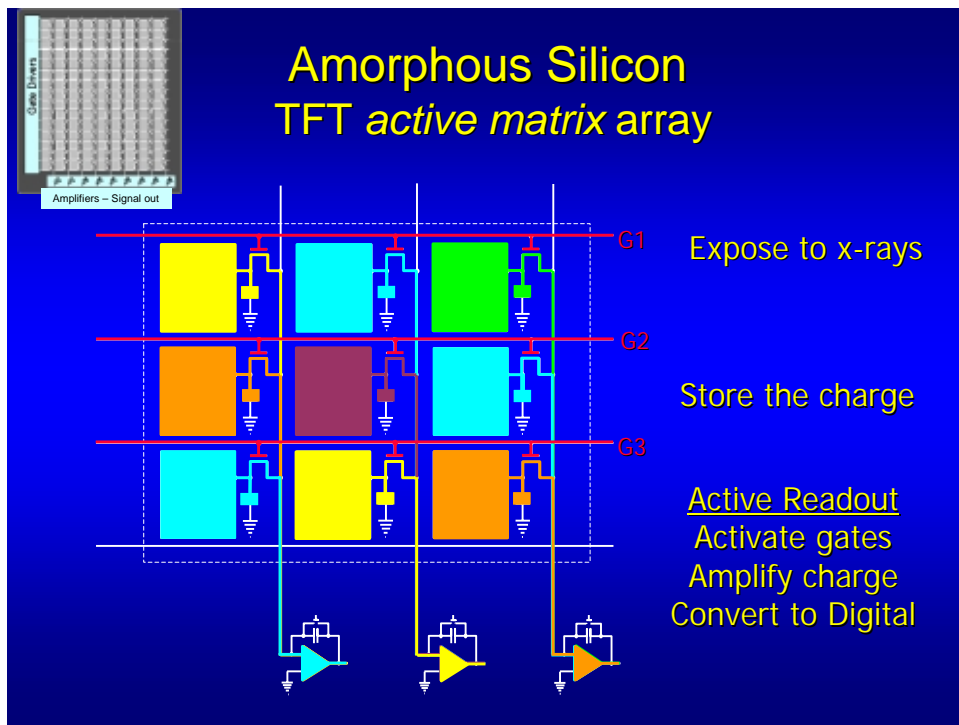 Gate Drivers
Amplifiers – Signal out
Amorphous Silicon
TFT active matrix array
G1
Expose to x-rays
G2
Store the charge
G3
Active Readout
Activate gates
Amplify charge
Convert to Digital